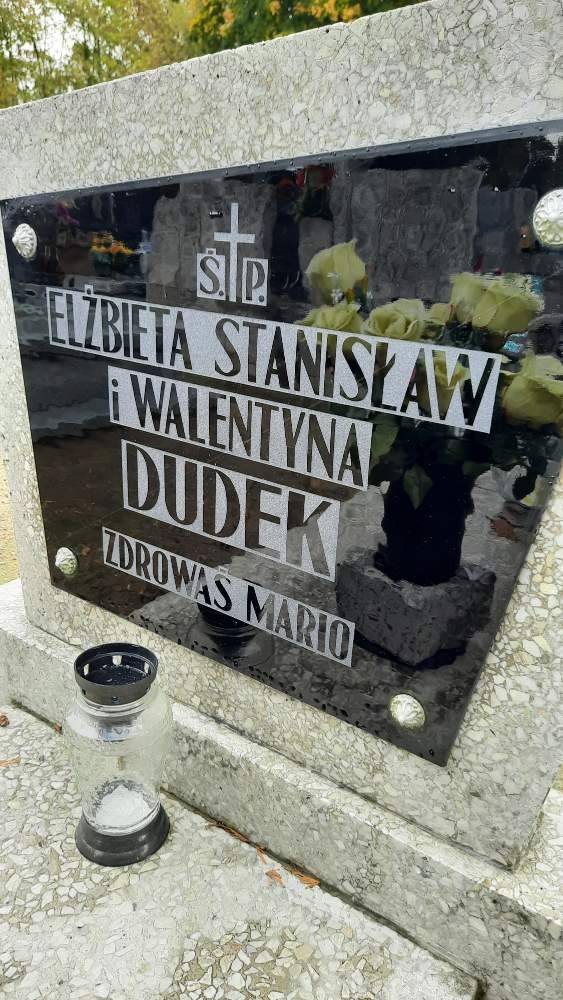 Ś. P.
ELŻBIETA STANISŁAW
i WALENTYNA
DUDEK
ZDROWAŚ MARIO